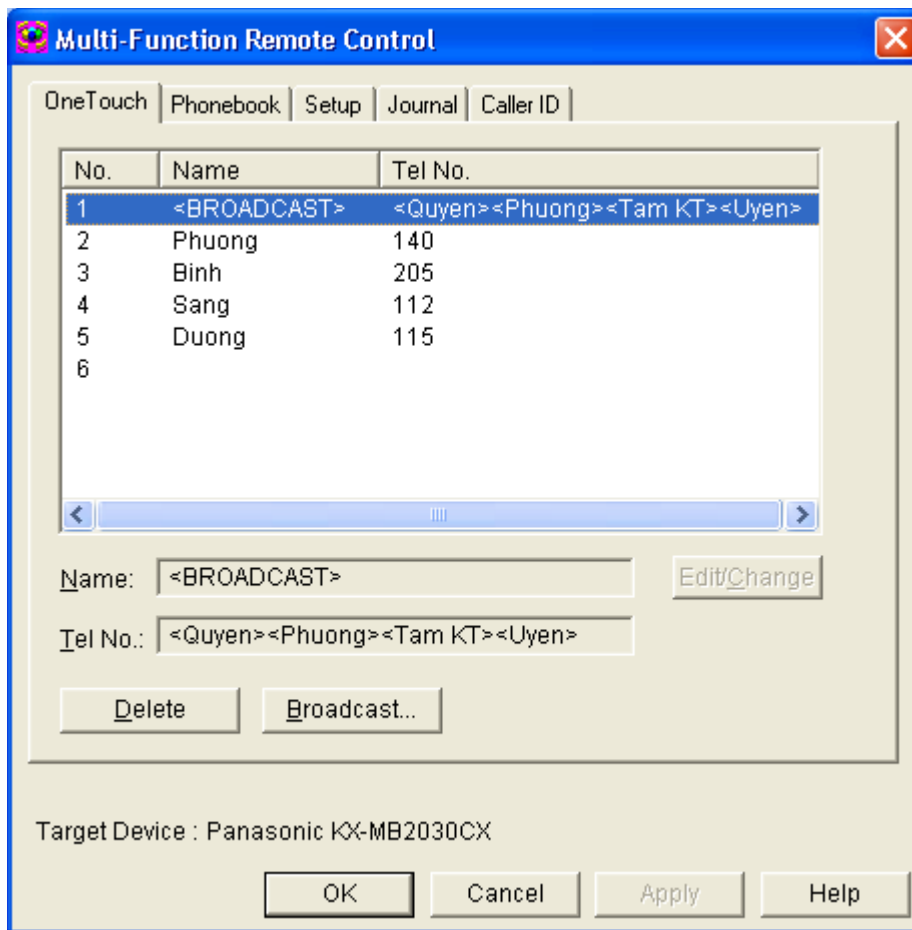 Multi-Function Remote Control
OneTouch Phonebook Setup Journal Caller ID
No. Name Tel No.
1 <BROADCAST> <Quyen><Phuong><Tam KT><Uyen>
2 Phuong 140
3 Binh 205
4 Sang 112
5 Duong 115
6
Name: <BROADCAST> Edit/Change
Tel No.: <Quyen><Phuong><Tam KT><Uyen>
Delete Broadcast...
Target Device : Panasonic KX-MB2030CX
OK Cancel Apply Help